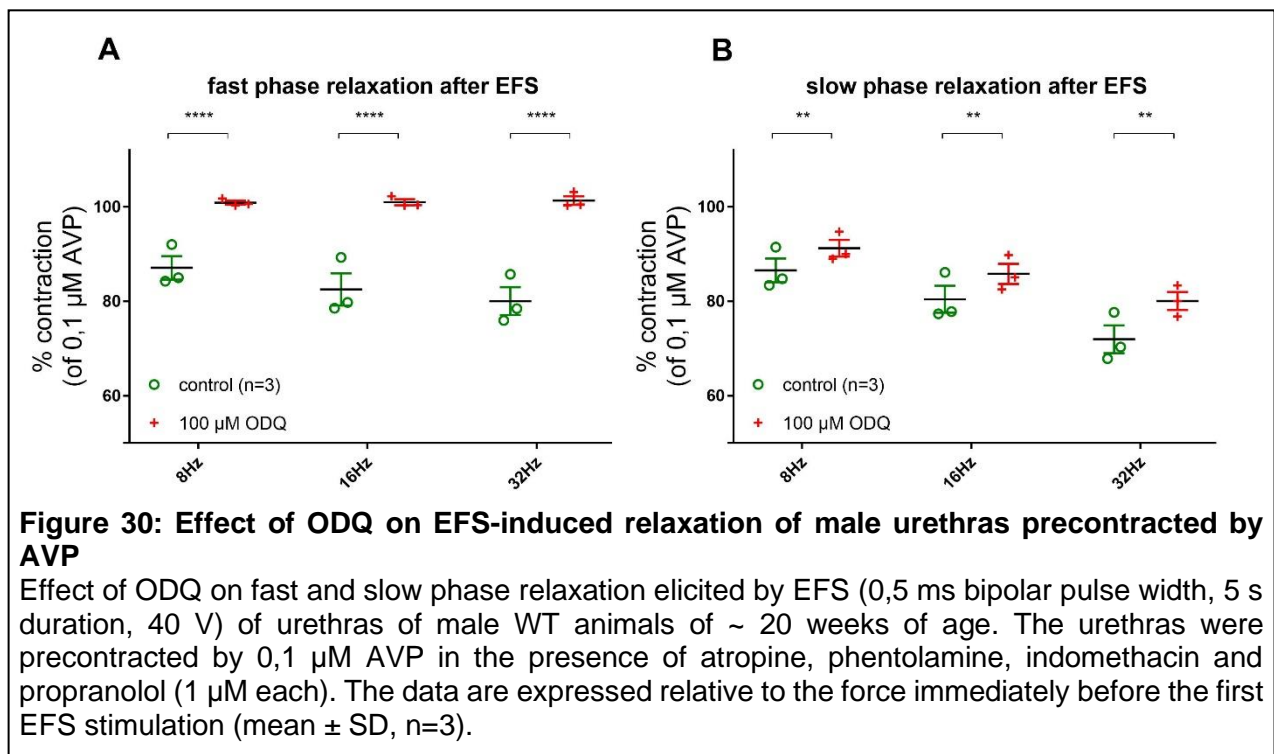 A
fast phase relaxation after EFS
**** **** ****
% contraction
(of 0,1 µM AVP)
100
80
60
control (n=3)
100 µM ODQ
8Hz 16Hz 32Hz
B
slow phase relaxation after EFS
** ** **
% contraction
(of 0,1 µM AVP)
100
80
60
control (n=3)
100 µM ODQ
8Hz 16Hz 32Hz
Figure 30: Effect of ODQ on EFS-induced relaxation of male urethras precontracted by
AVP
Effect of ODQ on fast and slow phase relaxation elicited by EFS (0,5 ms bipolar pulse width, 5 s
duration, 40 V) of urethras of male WT animals of ~ 20 weeks of age. The urethras were
precontracted by 0,1 µM AVP in the presence of atropine, phentolamine, indomethacin and
propranolol (1 µM each). The data are expressed relative to the force immediately before the first
EFS stimulation (mean ± SD, n=3).